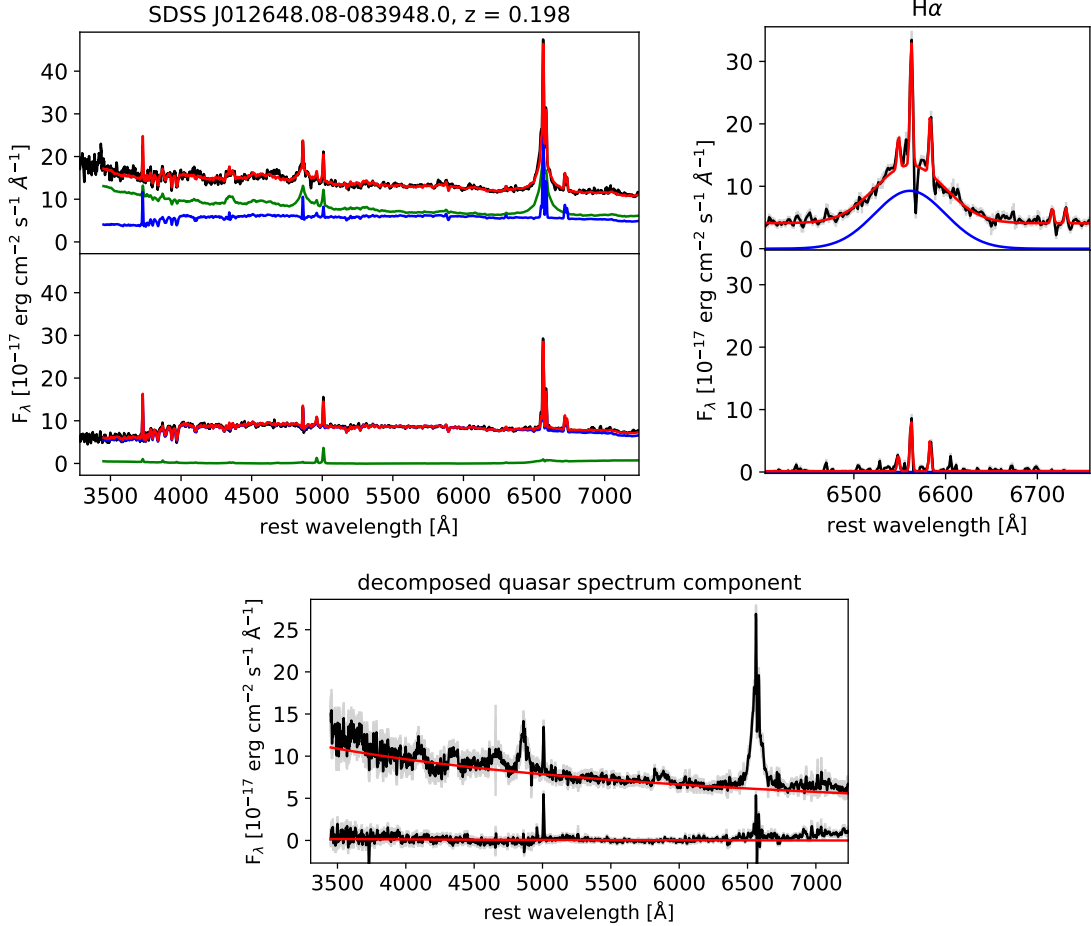 SDSS J012648.08-083948.0, z = 0.198
F_λ [10⁻¹⁷ erg cm⁻² s⁻¹ Å⁻¹]
40
30
20
10
0
40
30
20
10
0
3500 4000 4500 5000 5500 6000 6500 7000
rest wavelength [Å]
Hα
F_λ [10⁻¹⁷ erg cm⁻² s⁻¹ Å⁻¹]
30
20
10
0
30
20
10
0
6500 6600 6700
rest wavelength [Å]
decomposed quasar spectrum component
F_λ [10⁻¹⁷ erg cm⁻² s⁻¹ Å⁻¹]
25
20
15
10
5
0
3500 4000 4500 5000 5500 6000 6500 7000
rest wavelength [Å]